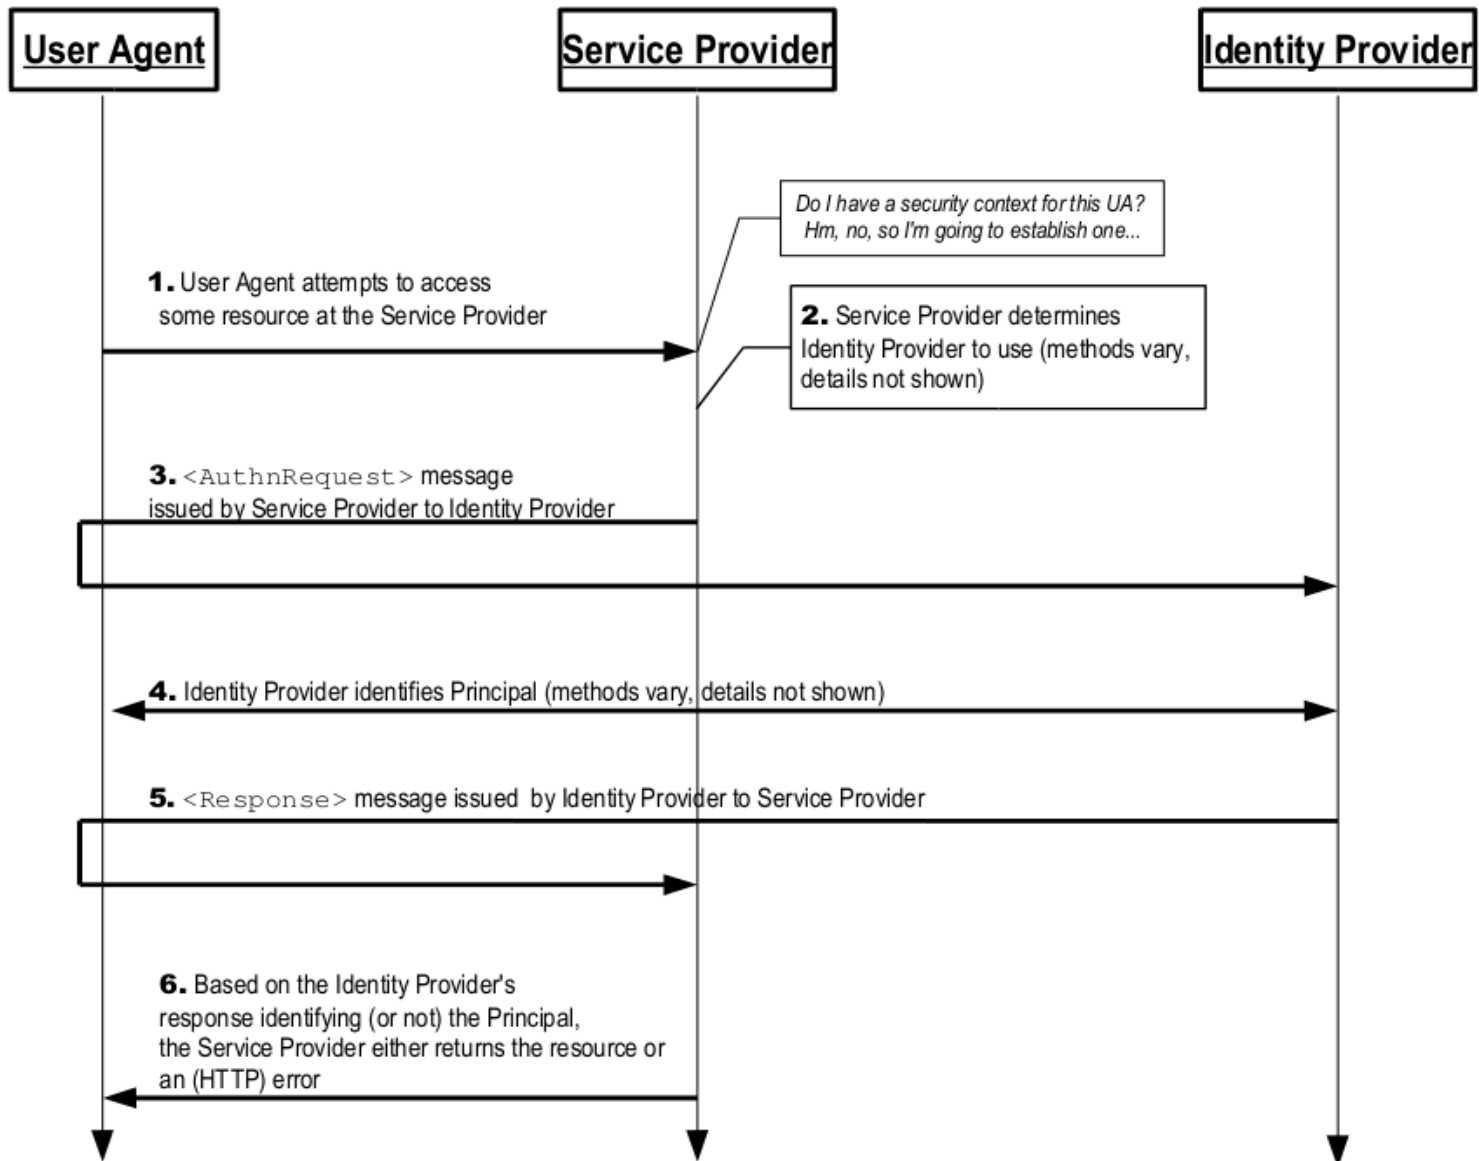 User Agent
Service Provider
Identity Provider
Do I have a security context for this UA?
Hm, no, so I'm going to establish one...
1. User Agent attempts to access
some resource at the Service Provider
2. Service Provider determines
Identity Provider to use (methods vary,
details not shown)
3. <AuthnRequest> message
issued by Service Provider to Identity Provider
4. Identity Provider identifies Principal (methods vary, details not shown)
5. <Response> message issued by Identity Provider to Service Provider
6. Based on the Identity Provider's
response identifying (or not) the Principal,
the Service Provider either returns the resource or
an (HTTP) error